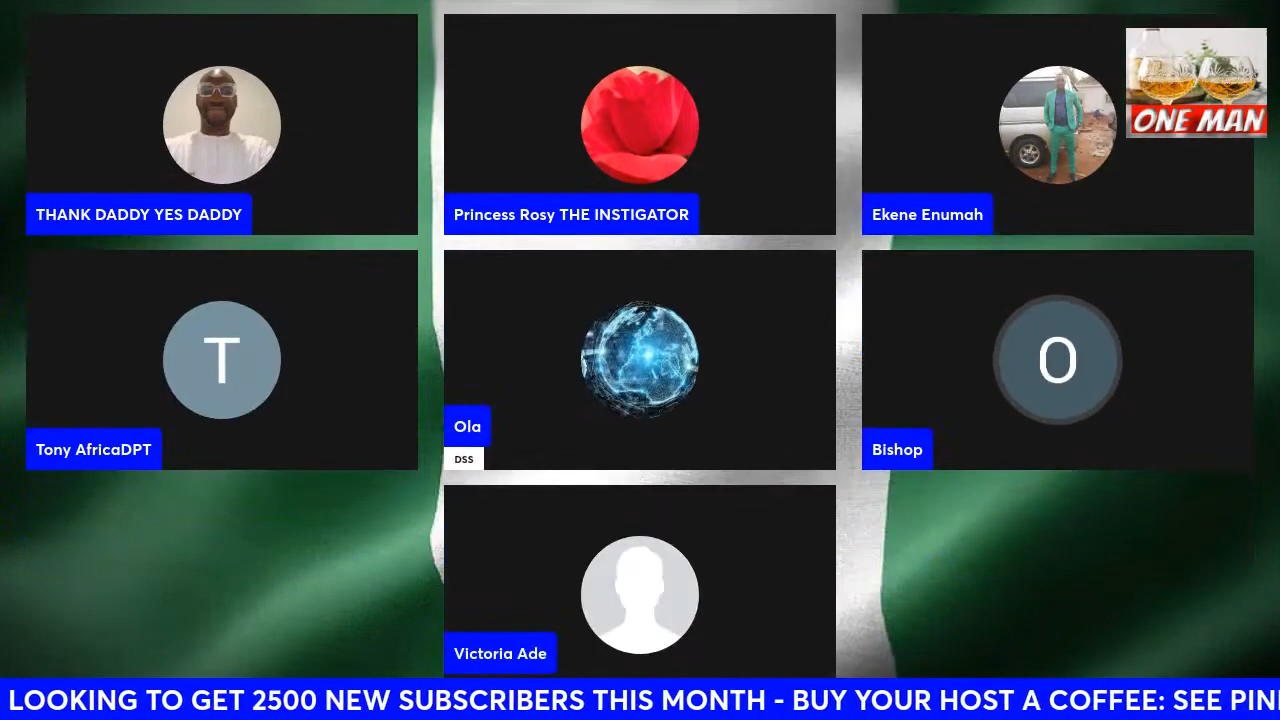 ONE MAN
THANK DADDY YES DADDY
Princess Rosy THE INSTIGATOR
Ekene Enumah
T
O
Tony AfricaDPT
Ola
DSS
Bishop
Victoria Ade
LOOKING TO GET 2500 NEW SUBSCRIBERS THIS MONTH - BUY YOUR HOST A COFFEE: SEE